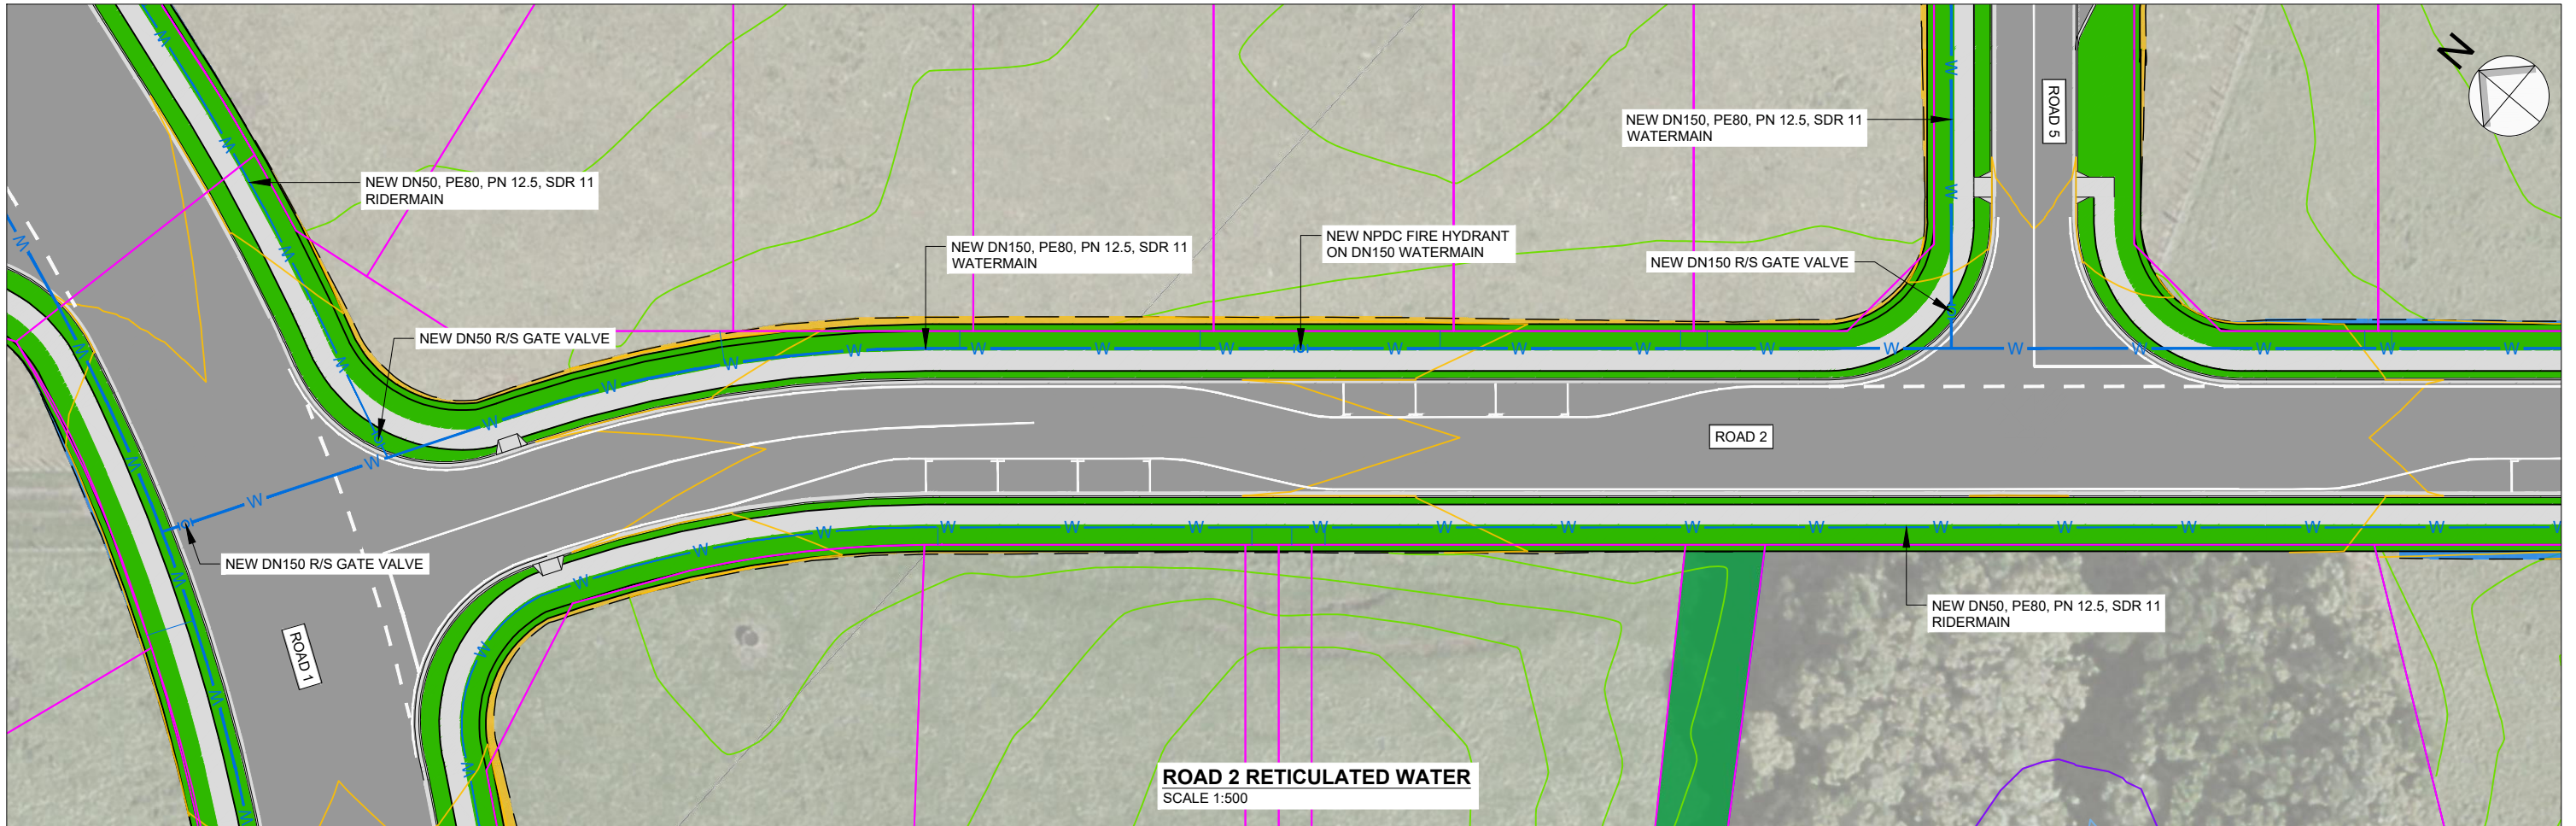 N
ROAD 5
NEW DN150, PE80, PN 12.5, SDR 11
WATERMAIN
NEW DN50, PE80, PN 12.5, SDR 11
RIDERMAIN
NEW DN150, PE80, PN 12.5, SDR 11
WATERMAIN
NEW NPDC FIRE HYDRANT
ON DN150 WATERMAIN
NEW DN150 R/S GATE VALVE
NEW DN50 R/S GATE VALVE
ROAD 2
NEW DN150 R/S GATE VALVE
NEW DN50, PE80, PN 12.5, SDR 11
RIDERMAIN
ROAD 1
ROAD 2 RETICULATED WATER
SCALE 1:500